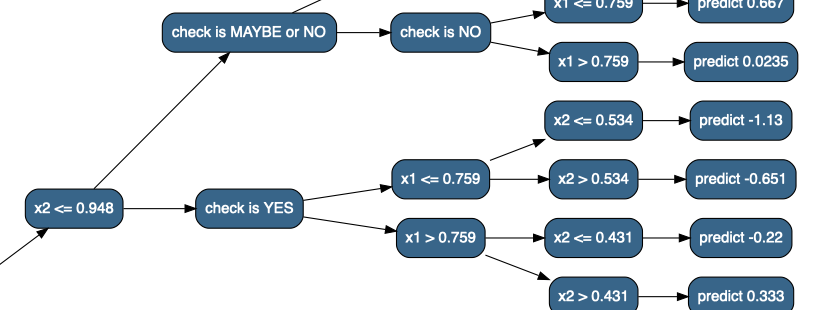 x1 <= 0.759
predict 0.667
check is MAYBE or NO
check is NO
x1 > 0.759
predict 0.0235
x2 <= 0.534
predict -1.13
x1 <= 0.759
x2 > 0.534
predict -0.651
x2 <= 0.948
check is YES
x1 > 0.759
x2 <= 0.431
predict -0.22
x2 > 0.431
predict 0.333